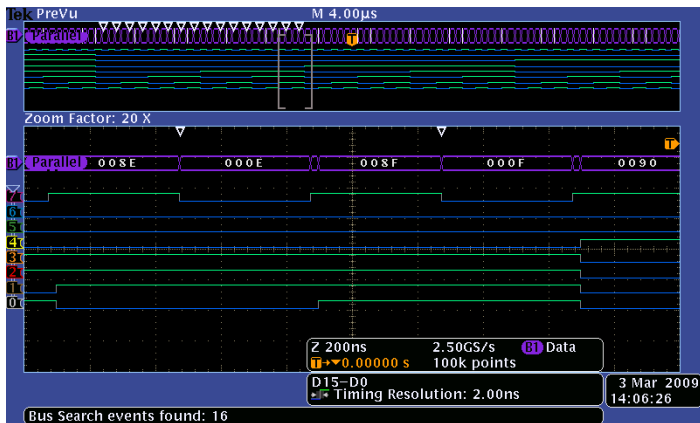 Tek PreVu M 4.00µs
B1 Parallel
T
Zoom Factor: 20 X
T
B1 Parallel 008E 000E 008F 000F 0090
7
6
5
4
3
2
1
0
Z 200ns 2.50GS/s B1 Data
T→▼0.00000 s 100k points
D15-D0
Timing Resolution: 2.00ns
3 Mar 2009
14:06:26
Bus Search events found: 16